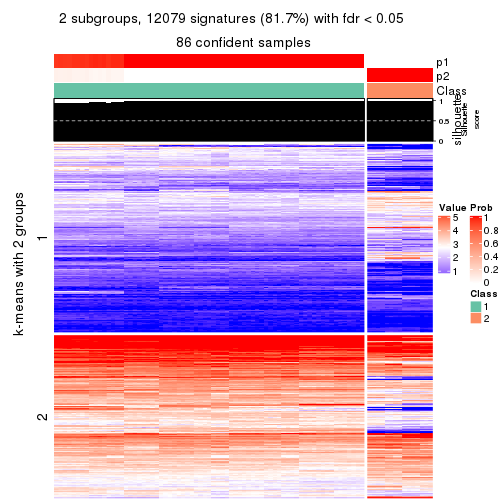 2 subgroups, 12079 signatures (81.7%) with fdr < 0.05
86 confident samples
p1
p2
Class
1
0.5
0
silhouette
Silhouette
score
k-means with 2 groups
1
2
Value
5
4
3
2
1
Prob
1
0.8
0.6
0.4
0.2
0
Class
1
2